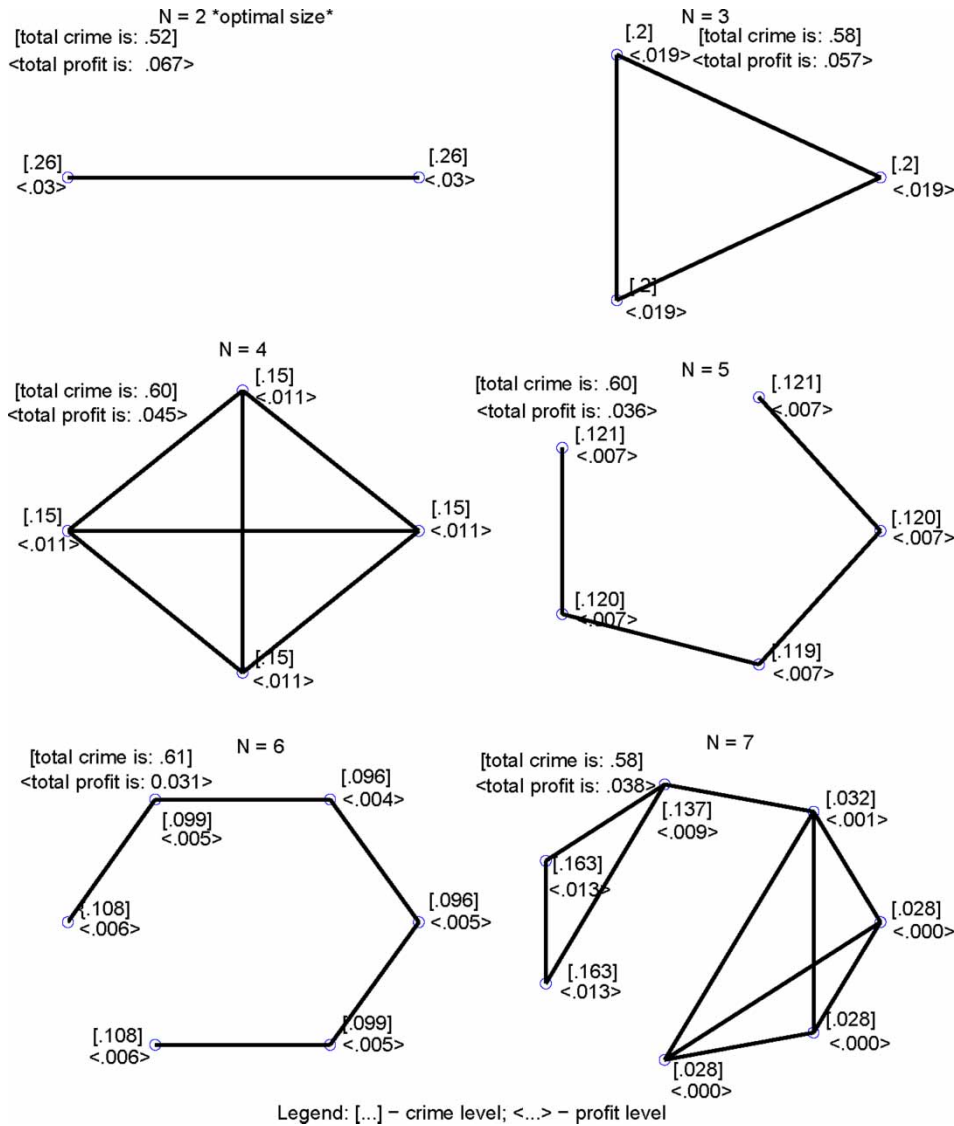 N = 2 *optimal size*
[total crime is: .52]
<total profit is: .067>
[.26]
<.03>
[.26]
<.03>
N = 3
[.2]
<.019>
[total crime is: .58]
<total profit is: .057>
[.2]
<.019>
[.2]
<.019>
N = 4
[total crime is: .60]
<total profit is: .045>
[.15]
<.011>
[.15]
<.011>
[.15]
<.011>
[.15]
<.011>
N = 5
[total crime is: .60]
<total profit is: .036>
[.121]
<.007>
[.121]
<.007>
[.120]
<.007>
[.120]
<.007>
[.119]
<.007>
N = 6
[total crime is: .61]
<total profit is: 0.031>
[.099]
<.005>
[.096]
<.004>
[.108]
<.006>
[.096]
<.005>
[.108]
<.006>
[.099]
<.005>
N = 7
[total crime is: .58]
<total profit is: .038>
[.137]
<.009>
[.032]
<.001>
[.163]
<.013>
[.028]
<.000>
[.163]
<.013>
[.028]
<.000>
[.028]
<.000>
Legend: [...] − crime level; <...> − profit level